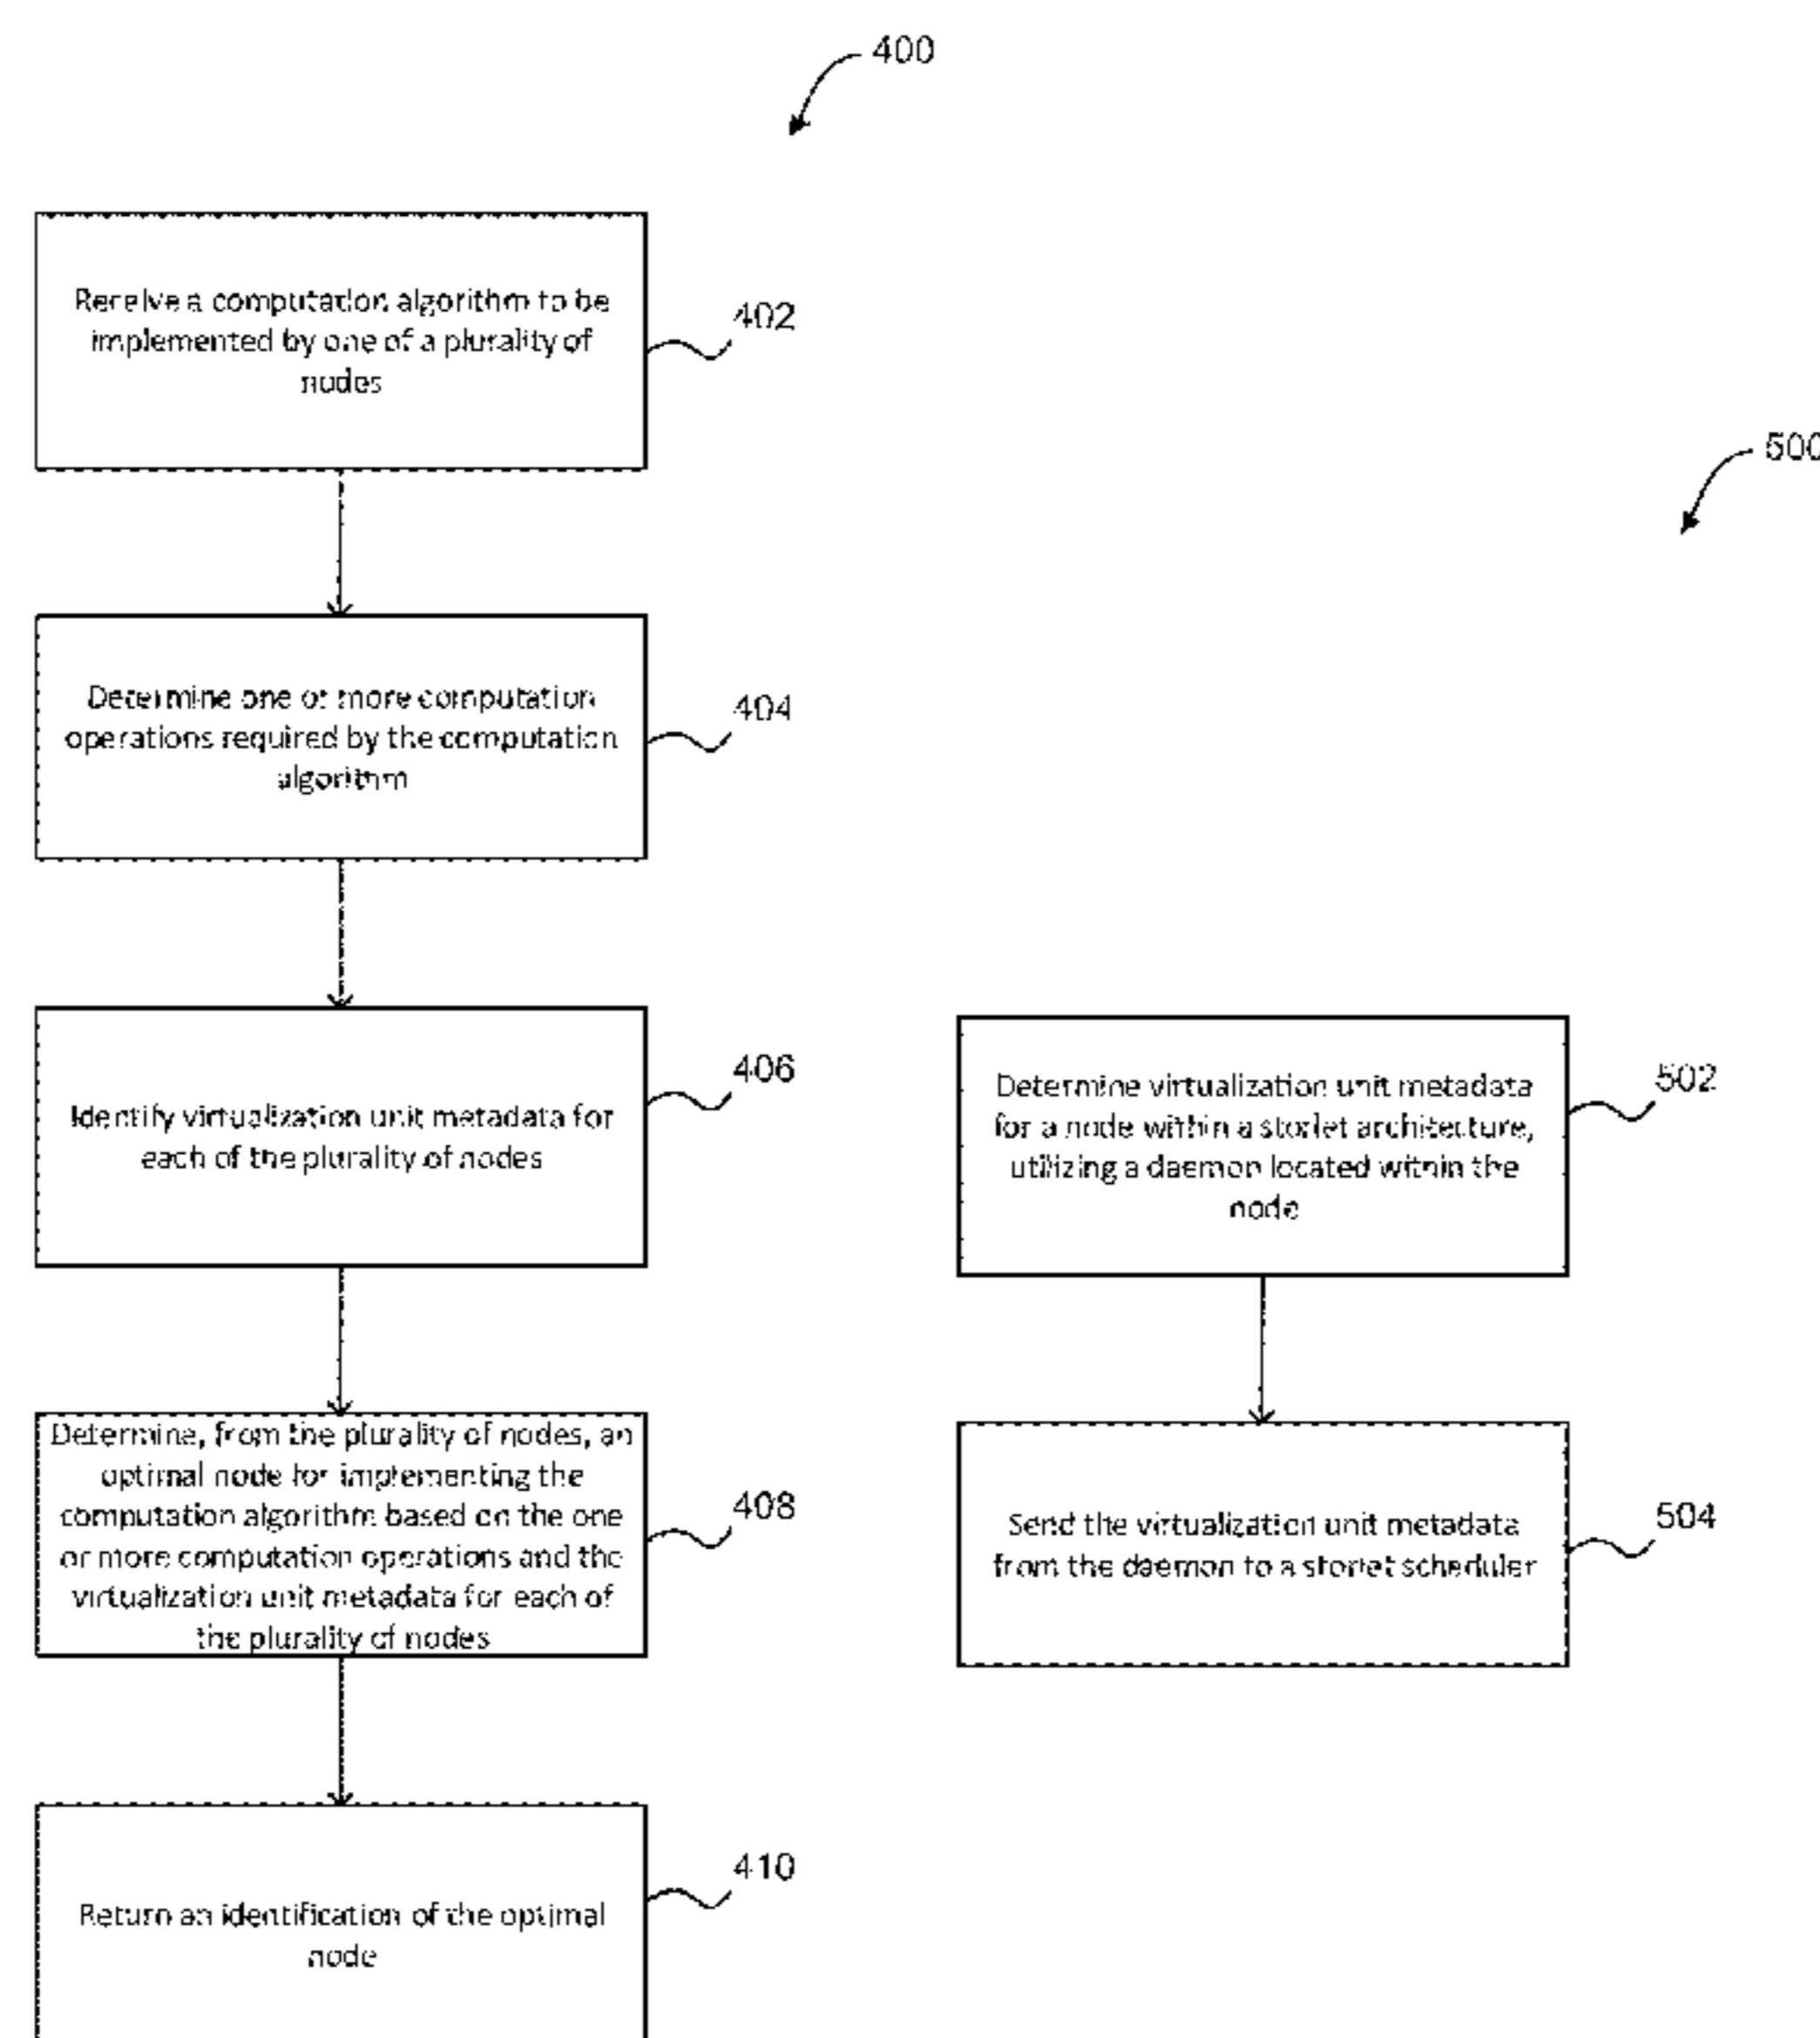 400
Receive a computation algorithm to be
implemented by one of a plurality of
nodes
402
Determine one or more computation
operations required by the computation
algorithm
404
Identify virtualization unit metadata for
each of the plurality of nodes
406
Determine, from the plurality of nodes, an
optimal node for implementing the
computation algorithm based on the one
or more computation operations and the
virtualization unit metadata for each of
the plurality of nodes
408
Return an identification of the optimal
node
410
500
Determine virtualization unit metadata
for a node within a storlet architecture,
utilizing a daemon located within the
node
502
Send the virtualization unit metadata
from the daemon to a storlet scheduler
504